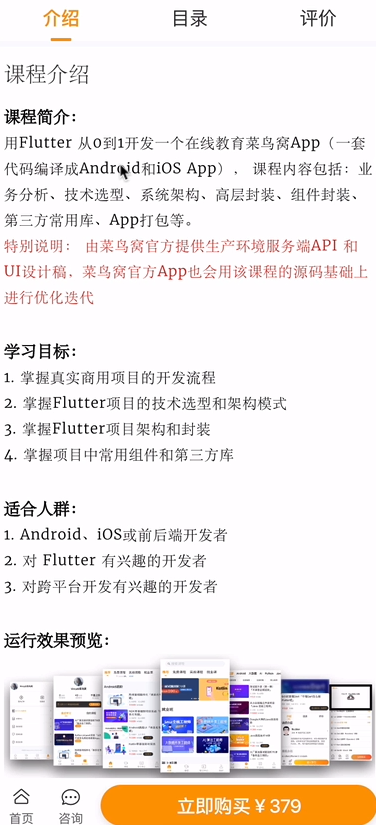 介绍 目录 评价
课程介绍
课程简介：
用Flutter 从0到1开发一个在线教育菜鸟窝App（一套
代码编译成Android和iOS App），课程内容包括：业
务分析、技术选型、系统架构、高层封装、组件封装、
第三方常用库、App打包等。
特别说明： 由菜鸟窝官方提供生产环境服务端API 和
UI设计稿，菜鸟窝官方App也会用该课程的源码基础上
进行优化迭代
学习目标：
1. 掌握真实商用项目的开发流程
2. 掌握Flutter项目的技术选型和架构模式
3. 掌握Flutter项目架构和封装
4. 掌握项目中常用组件和第三方库
适合人群：
1. Android、iOS或前后端开发者
2. 对 Flutter 有兴趣的开发者
3. 对跨平台开发有兴趣的开发者
运行效果预览：
首页 咨询 立即购买 ¥ 379